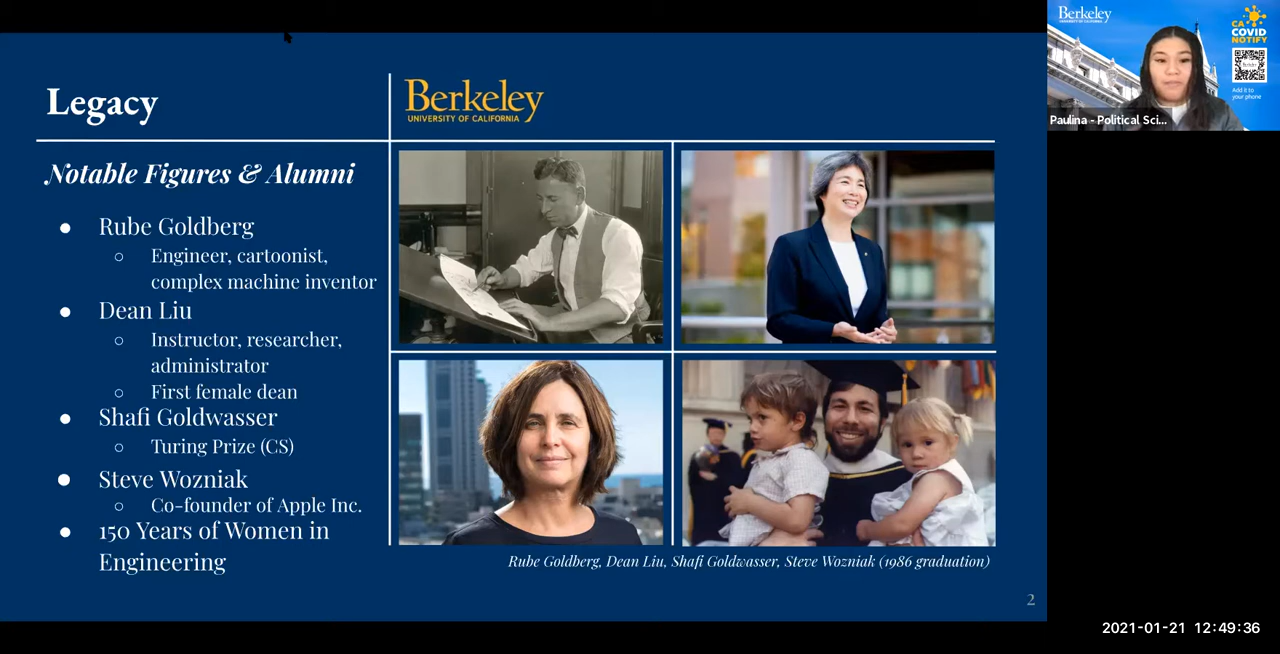 Legacy
Berkeley
UNIVERSITY OF CALIFORNIA
Notable Figures & Alumni
● Rube Goldberg
○ Engineer, cartoonist,
complex machine inventor
● Dean Liu
○ Instructor, researcher,
administrator
○ First female dean
● Shafi Goldwasser
○ Turing Prize (CS)
● Steve Wozniak
○ Co-founder of Apple Inc.
● 150 Years of Women in
Engineering
Rube Goldberg, Dean Liu, Shafi Goldwasser, Steve Wozniak (1986 graduation)
2
Berkeley
UNIVERSITY OF CALIFORNIA
CA
COVID
NOTIFY
Add it to
your phone
Paulina - Political Sci...
2021-01-21 12:49:36